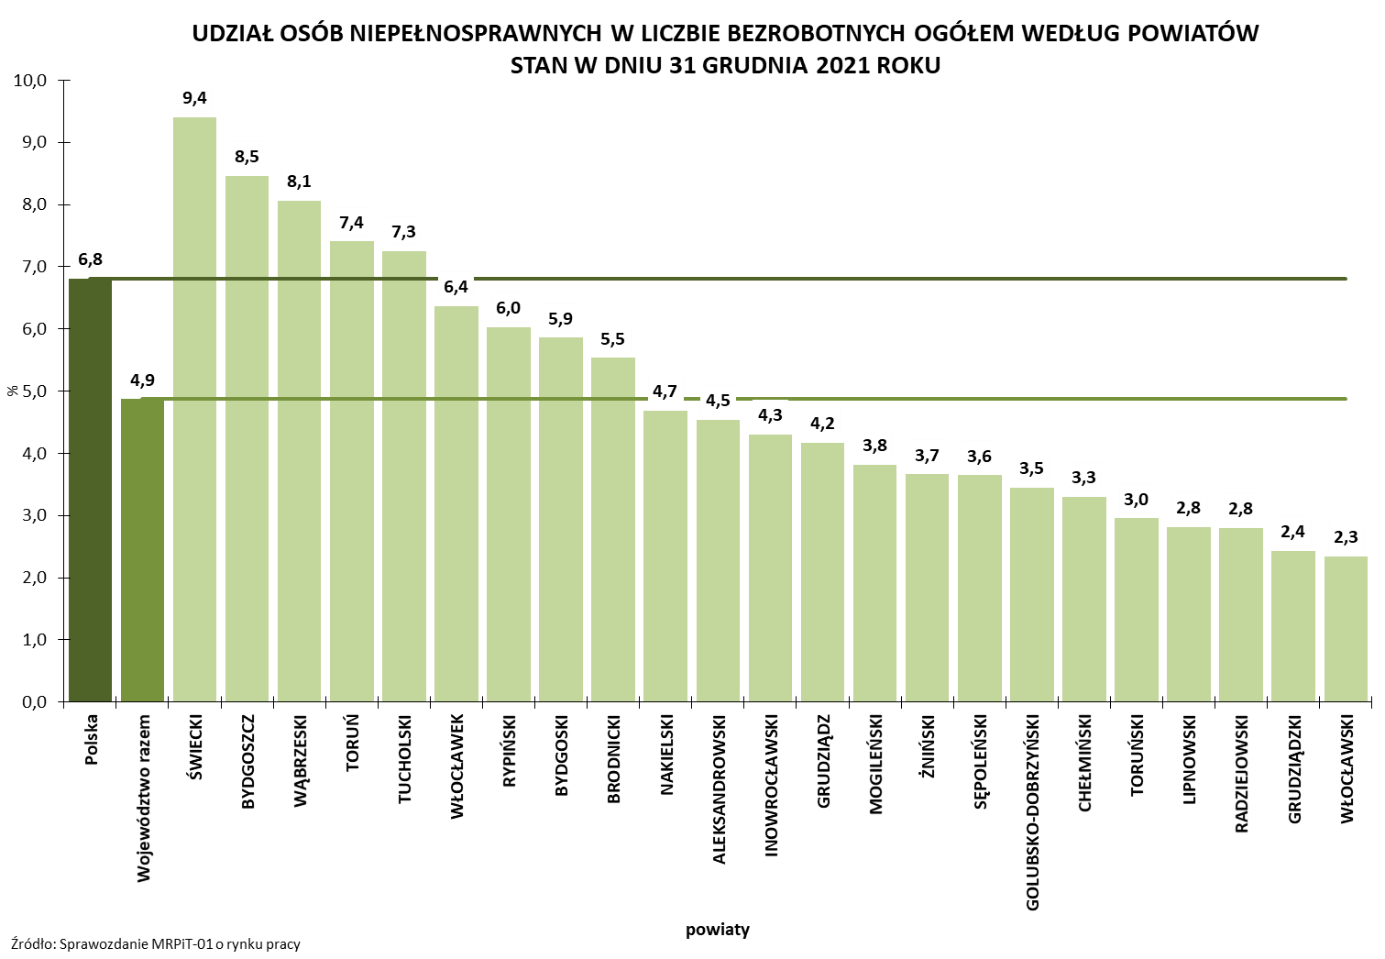 UDZIAŁ OSÓB NIEPEŁNOSPRAWNYCH W LICZBIE BEZROBOTNYCH OGÓŁEM WEDŁUG POWIATÓW
STAN W DNIU 31 GRUDNIA 2021 ROKU
10,0
9,0
8,0
7,0
6,0
5,0
4,0
3,0
2,0
1,0
0,0
%
6,8
4,9
9,4
8,5
8,1
7,4
7,3
6,4
6,0
5,9
5,5
4,7
4,5
4,3
4,2
3,8
3,7
3,6
3,5
3,3
3,0
2,8
2,8
2,4
2,3
Polska
Województwo razem
ŚWIECKI
BYDGOSZCZ
WĄBRZESKI
TORUŃ
TUCHOLSKI
WŁOCŁAWEK
RYPIŃSKI
BYDGOSKI
BRODNICKI
NAKIELSKI
ALEKSANDROWSKI
INOWROCŁAWSKI
GRUDZIĄDZ
MOGILEŃSKI
ŻNIŃSKI
SĘPOLEŃSKI
GOLUBSKO-DOBRZYŃSKI
CHEŁMIŃSKI
TORUŃSKI
LIPNOWSKI
RADZIEJOWSKI
GRUDZIĄDZKI
WŁOCŁAWSKI
powiaty
Źródło: Sprawozdanie MRPiT-01 o rynku pracy